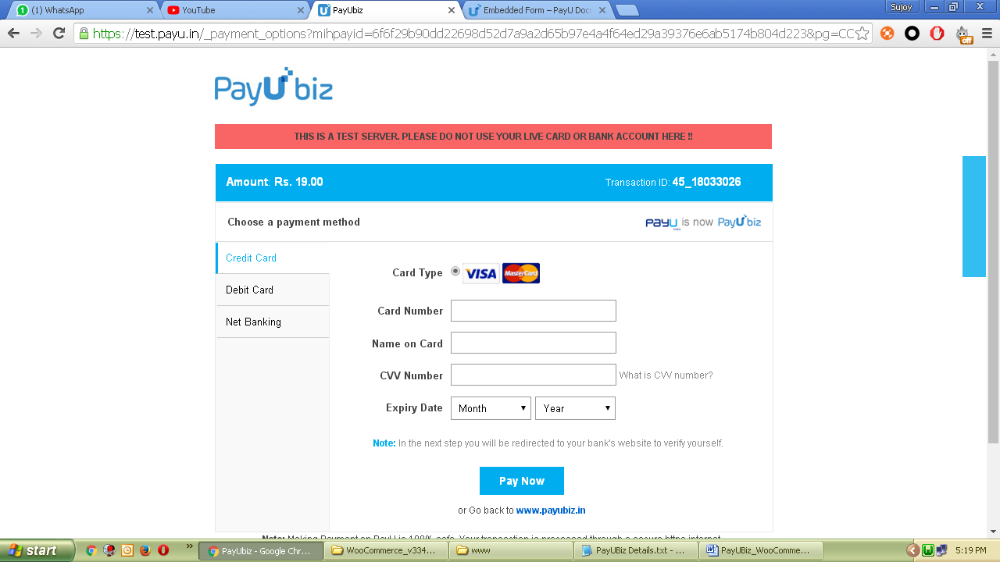 (1) WhatsApp
YouTube
PayUbiz
Embedded Form – PayU Doc
Sujoy
https://test.payu.in/_payment_options?mihpayid=6f6f29b90dd22698d52d7a9a2d65b97e4a4f64ed29a39376e6ab5174b804d223&pg=CC
off
PayU biz
THIS IS A TEST SERVER. PLEASE DO NOT USE YOUR LIVE CARD OR BANK ACCOUNT HERE !!
Amount: Rs. 19.00
Transaction ID: 45_18033026
Choose a payment method
PayU india is now PayU biz
Credit Card
Debit Card
Net Banking
Card Type
VISA
MasterCard
Card Number
Name on Card
CVV Number
What is CVV number?
Expiry Date
Month
Year
Note: In the next step you will be redirected to your bank's website to verify yourself.
Pay Now
or Go back to www.payubiz.in
Note: Making Payment on PayU is 100% safe. Your transaction is processed through a secure https internet
start
PayUbiz - Google Chr...
WooCommerce_v334...
www
PayUBiz Details.txt - ...
PayUBiz_WooComme...
5:19 PM